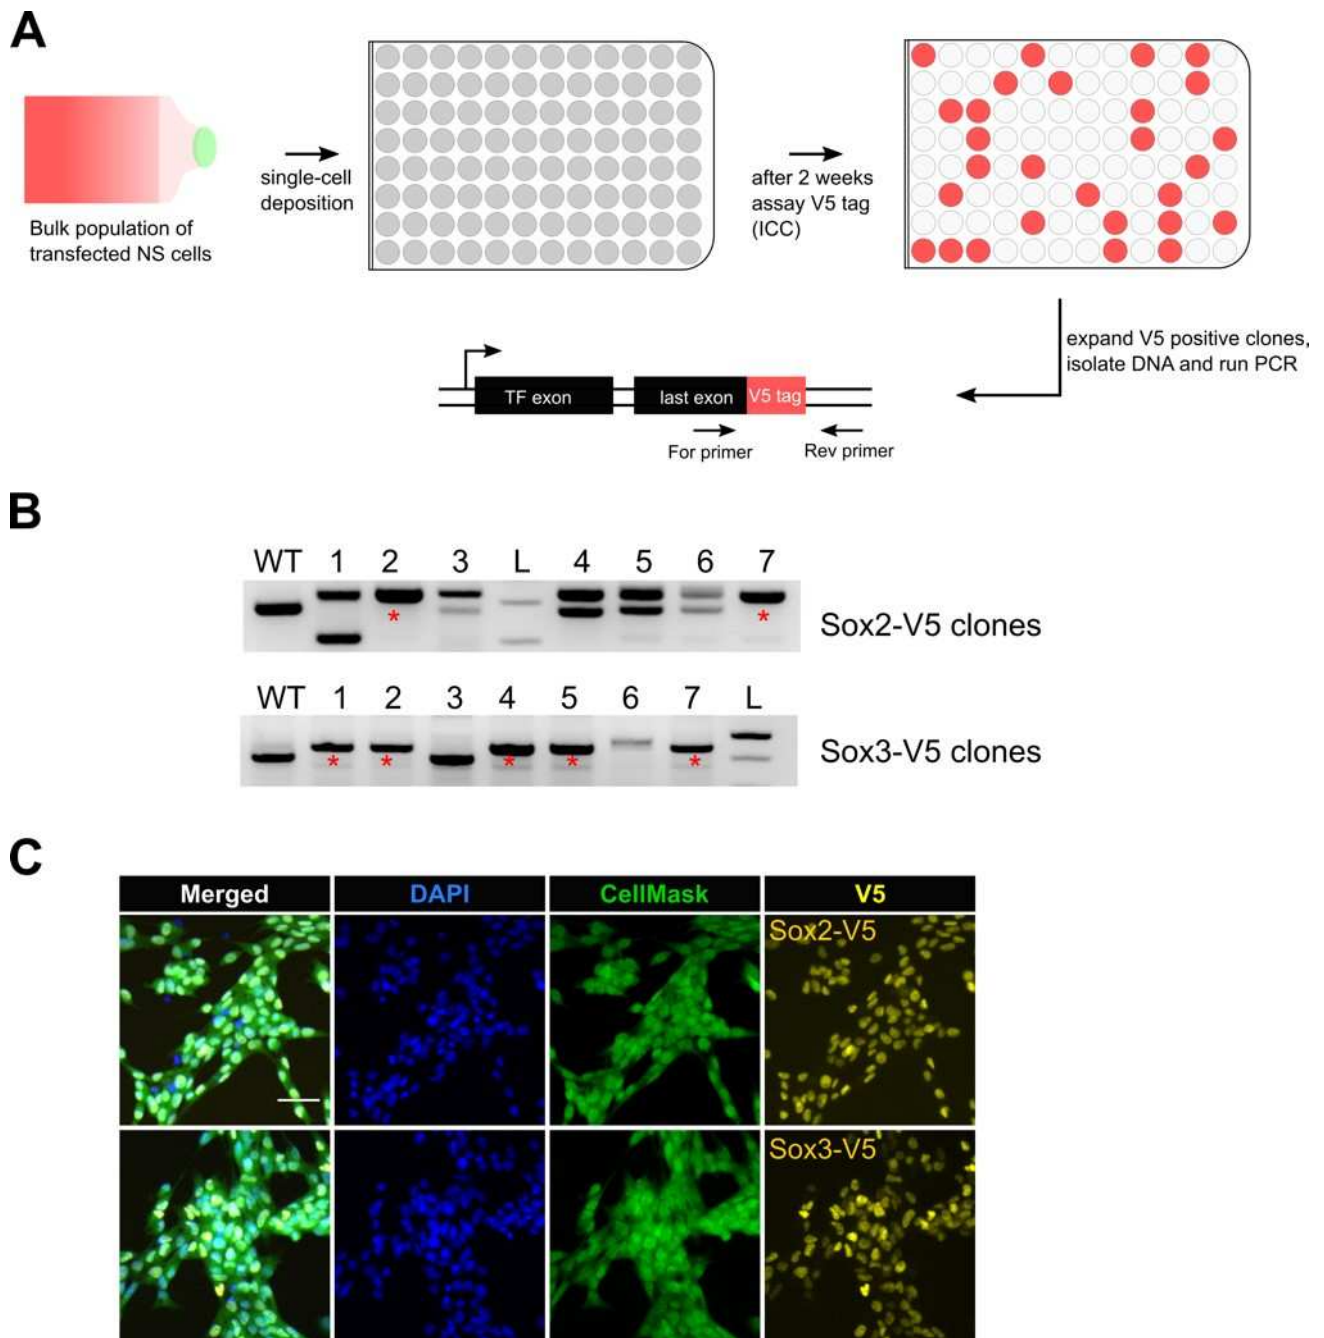 A
Bulk population of
transfected NS cells
single-cell
deposition
after 2 weeks
assay V5 tag
(ICC)
expand V5 positive clones,
isolate DNA and run PCR
TF exon
last exon
V5 tag
For primer
Rev primer
B
WT 1 2 3 L 4 5 6 7
* *
Sox2-V5 clones
WT 1 2 3 4 5 6 7 L
* * * * *
Sox3-V5 clones
C
Merged DAPI CellMask V5
Sox2-V5
Sox3-V5